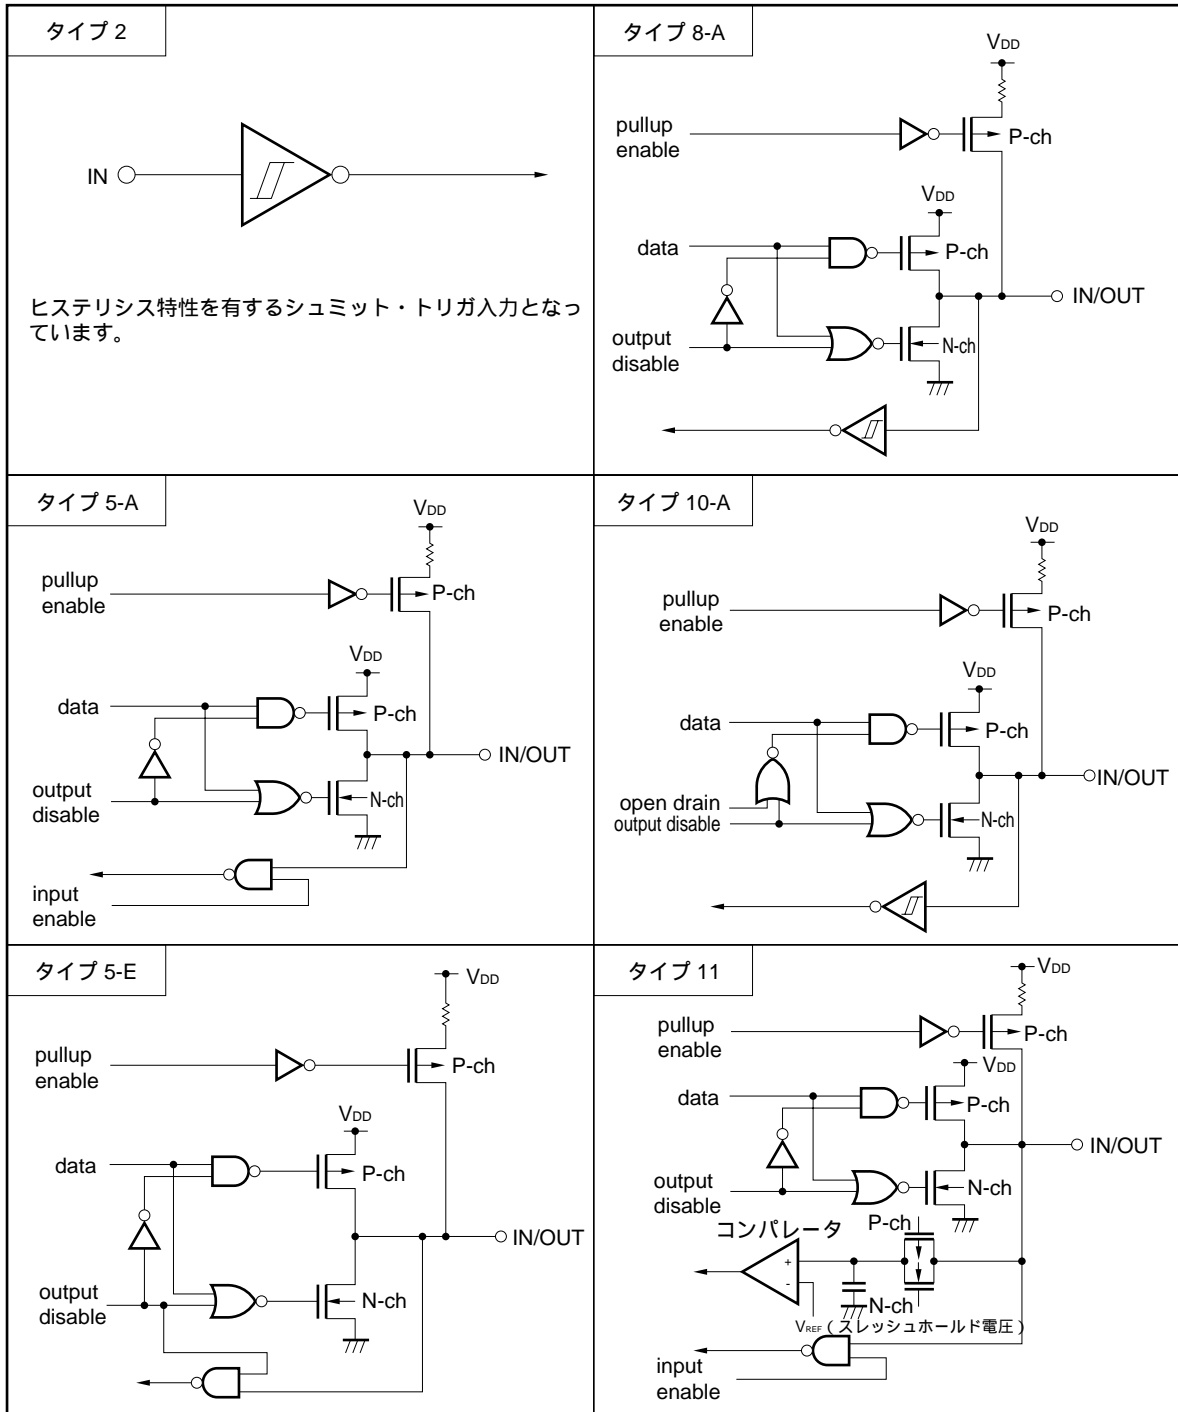 タイプ 2
IN
ヒステリシス特性を有するシュミット・トリガ入力となっ
ています。
タイプ 8-A
VDD
pullup
enable
P-ch
VDD
data
P-ch
IN/OUT
output
disable
N-ch
タイプ 5-A
VDD
pullup
enable
P-ch
VDD
data
P-ch
IN/OUT
output
disable
N-ch
input
enable
タイプ 10-A
VDD
pullup
enable
P-ch
VDD
data
P-ch
IN/OUT
open drain
output disable
N-ch
タイプ 5-E
VDD
pullup
enable
P-ch
VDD
data
P-ch
IN/OUT
output
disable
N-ch
タイプ 11
VDD
pullup
enable
P-ch
VDD
data
P-ch
IN/OUT
output
disable
N-ch
P-ch
コンパレータ
+
-
N-ch
VREF(スレッシュホールド電圧)
input
enable